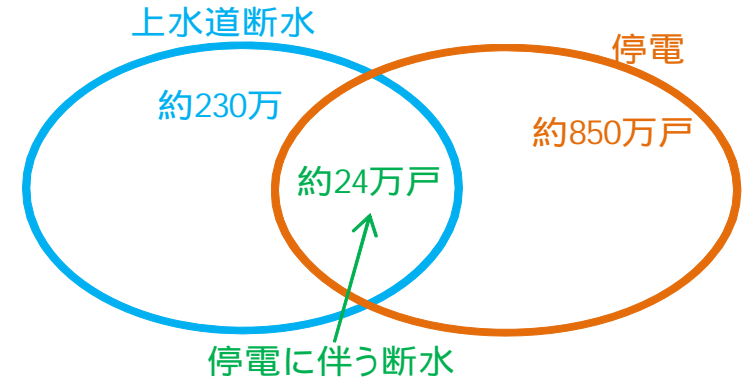 上水道断水
停電
約230万
約850万戸
約24万戸
停電に伴う断水